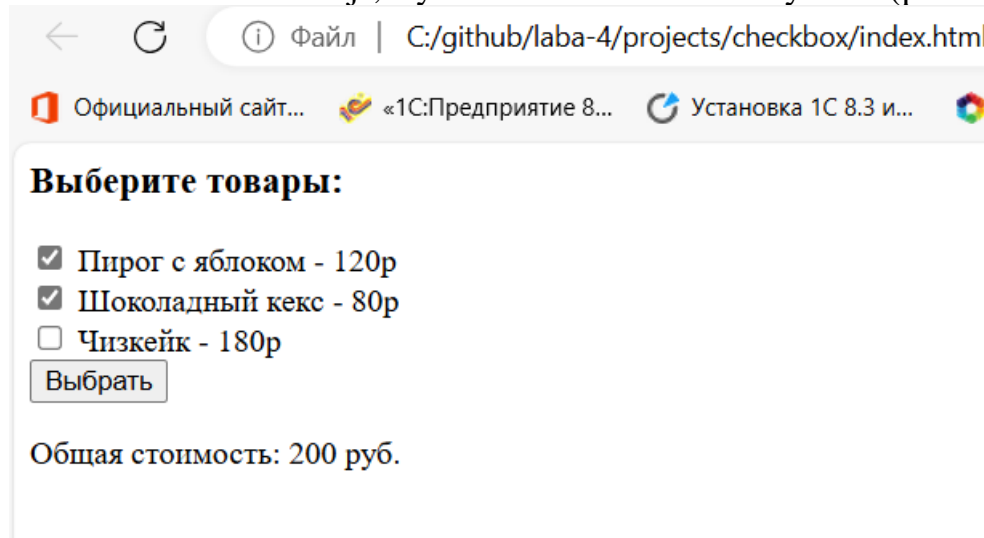 Файл | C:/github/laba-4/projects/checkbox/index.html
Официальный сайт... «1С:Предприятие 8... Установка 1С 8.3 и...
Выберите товары:
Пирог с яблоком - 120р
Шоколадный кекс - 80р
Чизкейк - 180р
Выбрать
Общая стоимость: 200 руб.